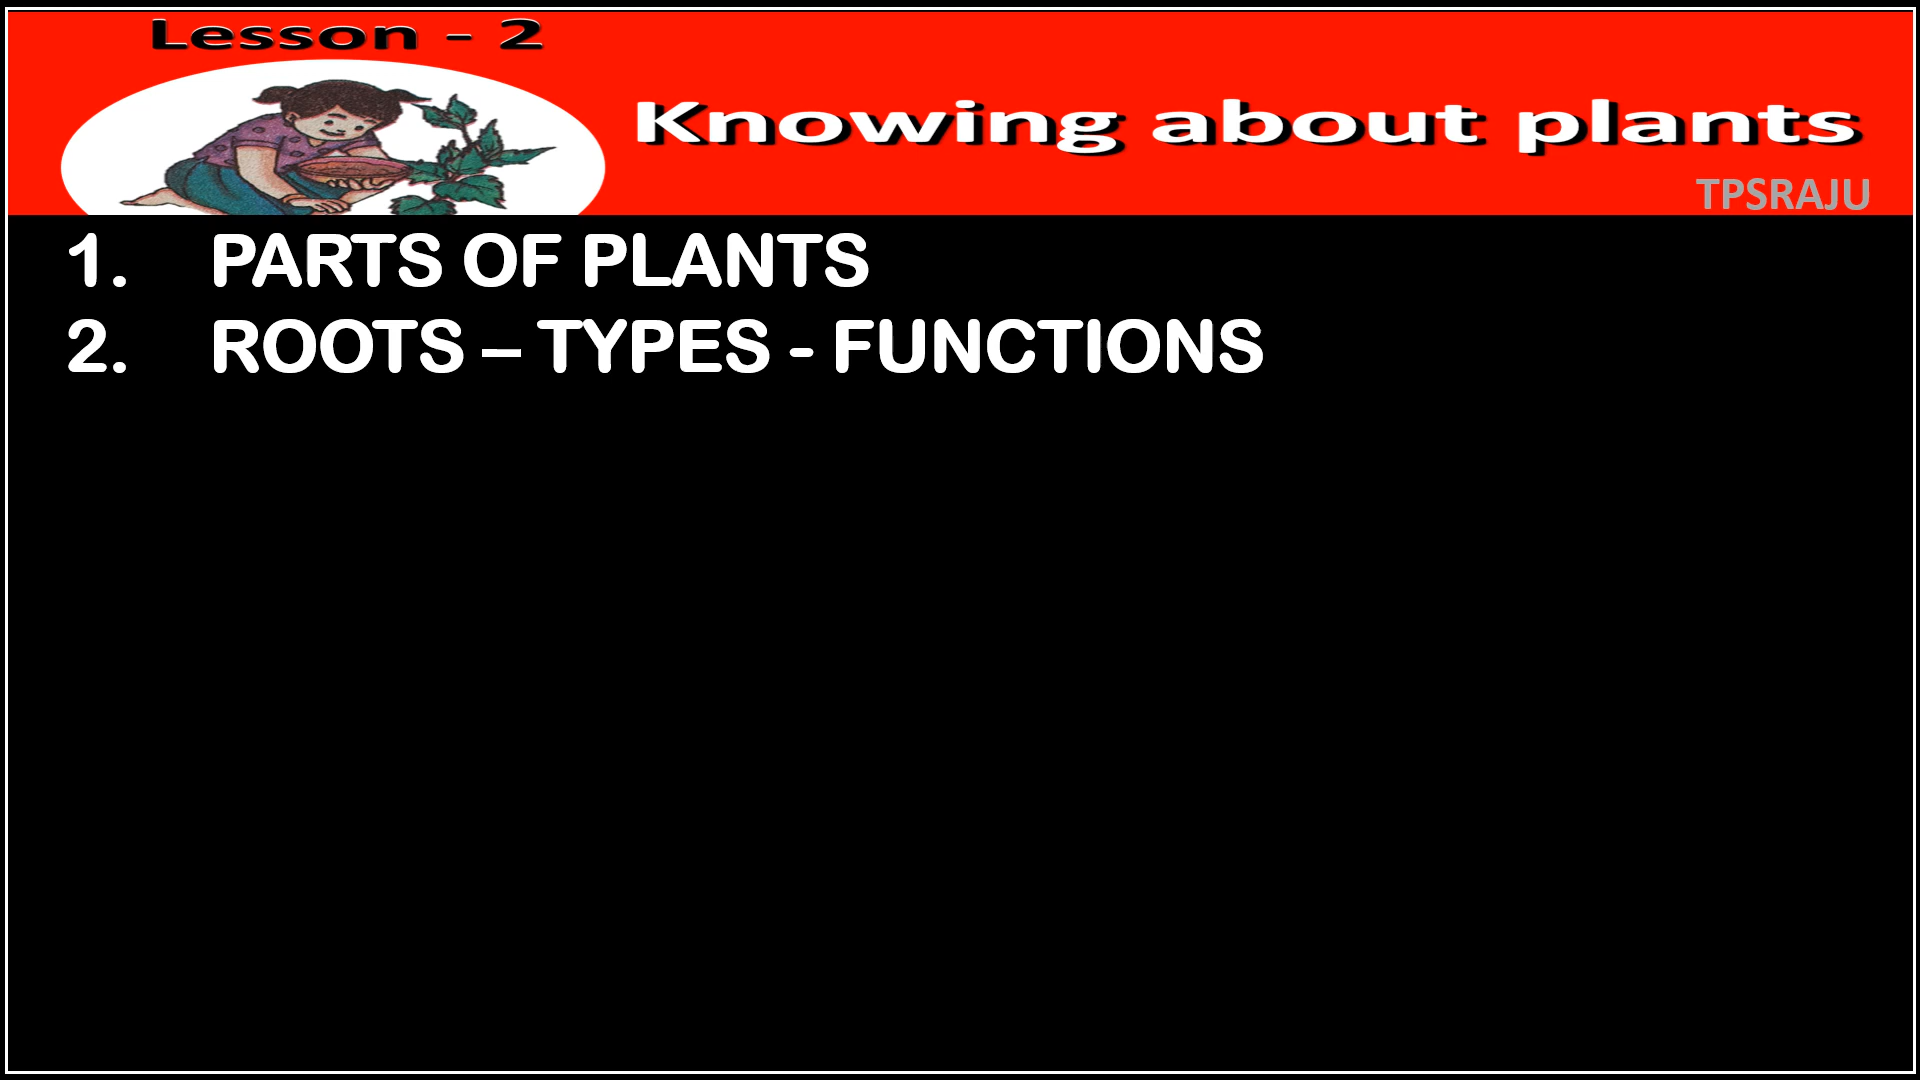 Lesson - 2
Knowing about plants
TPSRAJU
1. PARTS OF PLANTS
2. ROOTS – TYPES - FUNCTIONS